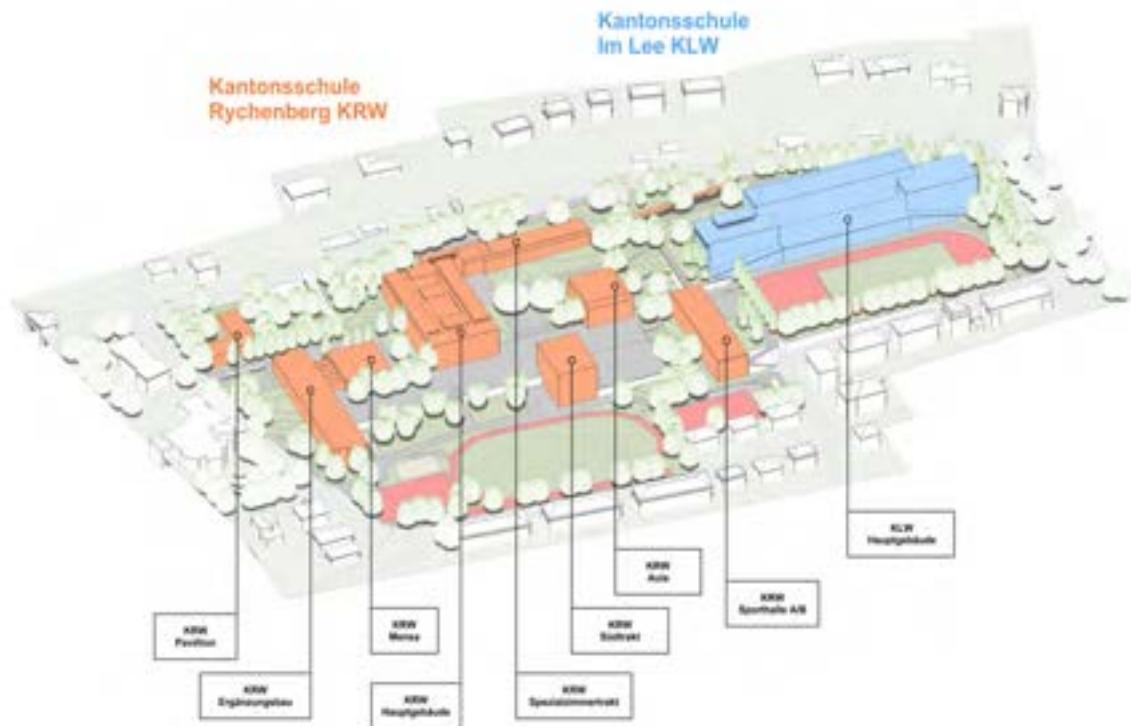 Kantonsschule
Im Lee KLW
Kantonsschule
Rychenberg KRW
KLW
Hauptgebäude
KRW
Aula
KRW
Sporthalle A/B
KRW
Pavillon
KRW
Mensa
KRW
Südtrakt
KRW
Ergänzungsbau
KRW
Hauptgebäude
KRW
Spezialzimmertrakt